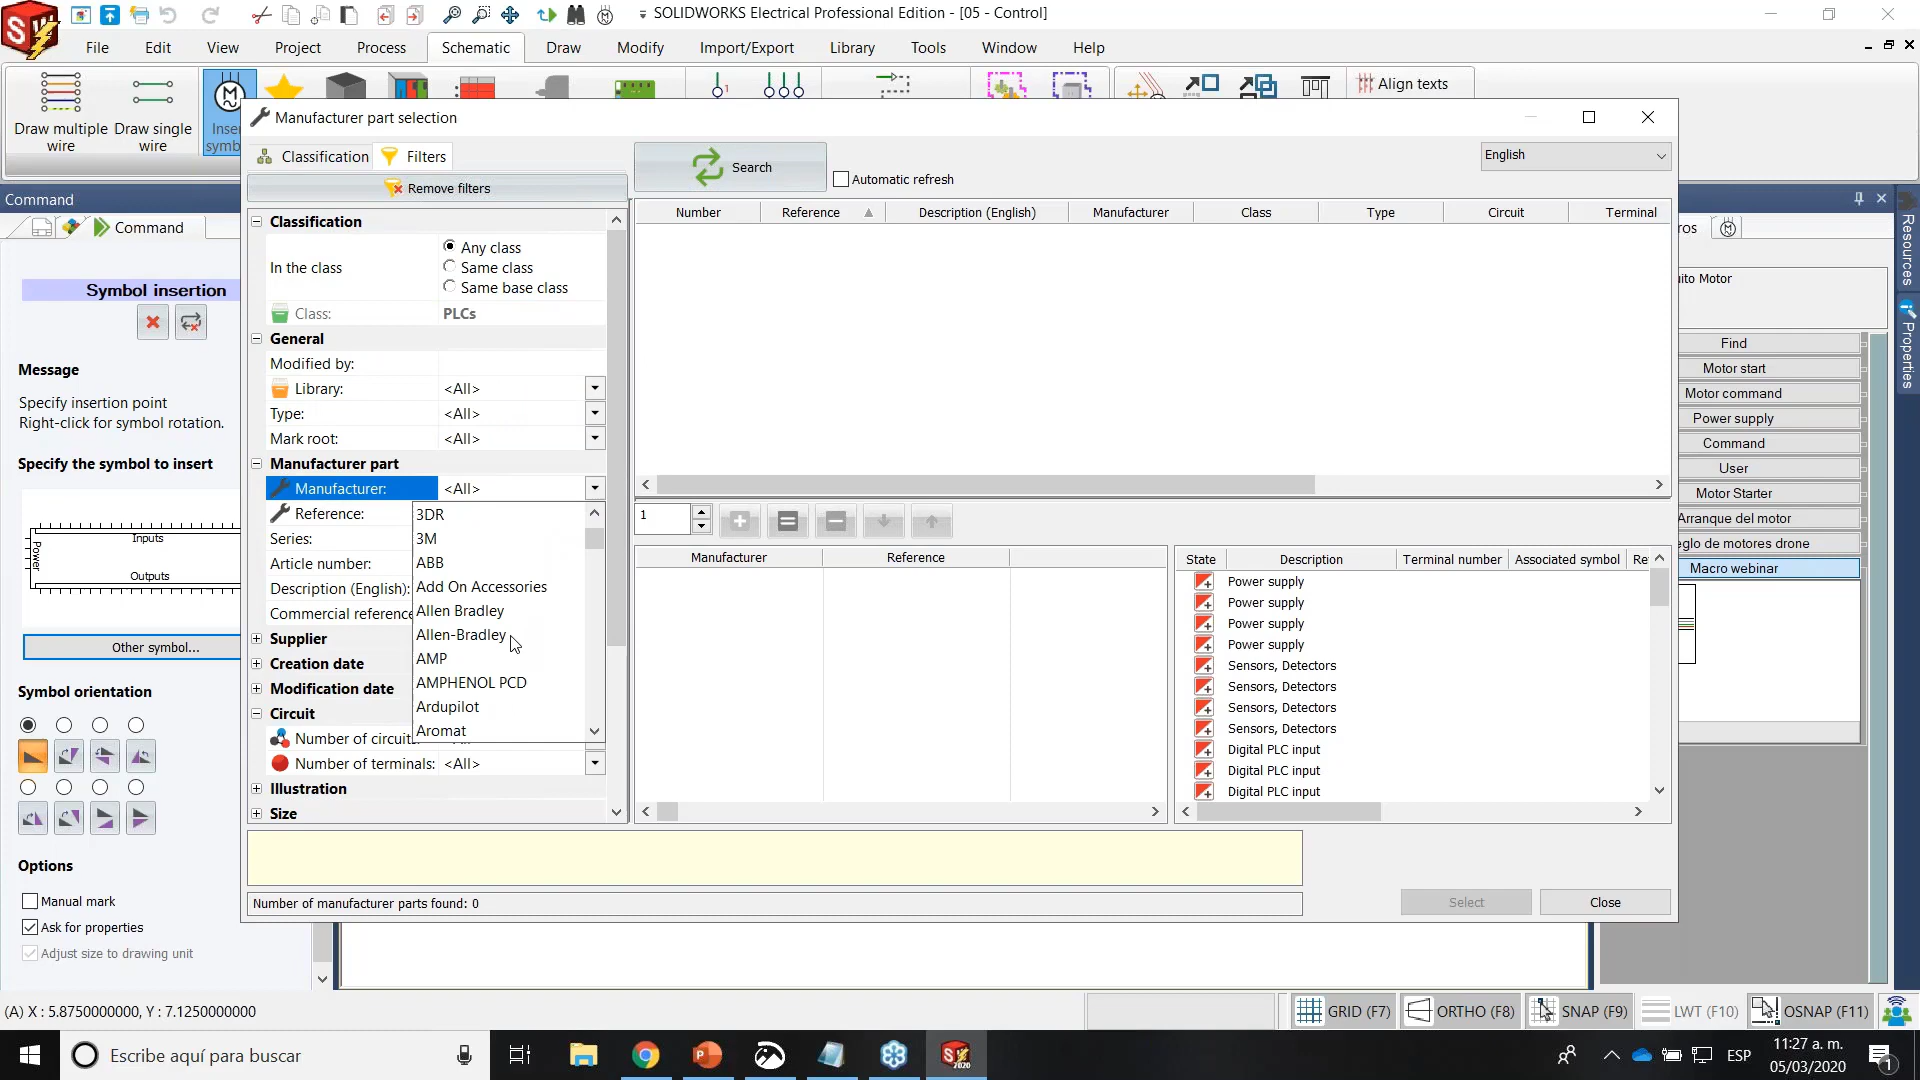 SOLIDWORKS Electrical Professional Edition - [05 - Control]
File Edit View Project Process Schematic Draw Modify Import/Export Library Tools Window Help
Draw multiple wire
Draw single wire
Align texts
Manufacturer part selection
Classification Filters
Remove filters
Search
Automatic refresh
English
Command
Command
Symbol insertion
Message
Specify insertion point
Right-click for symbol rotation.
Specify the symbol to insert
Power
Inputs
Outputs
Other symbol...
Symbol orientation
Options
Manual mark
Ask for properties
Adjust size to drawing unit
Classification
In the class
Any class
Same class
Same base class
Class: PLCs
General
Modified by:
Library: <All>
Type: <All>
Mark root: <All>
Manufacturer part
Manufacturer: <All>
Reference:
Series:
Article number:
Description (English):
Commercial reference
3DR
3M
ABB
Add On Accessories
Allen Bradley
Allen-Bradley
AMP
AMPHENOL PCD
Ardupilot
Aromat
Supplier
Creation date
Modification date
Circuit
Number of circuits
Number of terminals: <All>
Illustration
Size
Number Reference Description (English) Manufacturer Class Type Circuit Terminal
1
Manufacturer Reference
State Description Terminal number Associated symbol Re
Power supply
Power supply
Power supply
Power supply
Sensors, Detectors
Sensors, Detectors
Sensors, Detectors
Sensors, Detectors
Digital PLC input
Digital PLC input
Digital PLC input
Number of manufacturer parts found: 0
Select
Close
ros
ito Motor
Find
Motor start
Motor command
Power supply
Command
User
Motor Starter
Arranque del motor
eglo de motores drone
Macro webinar
Resources
Properties
(A) X : 5.8750000000, Y : 7.1250000000
GRID (F7) ORTHO (F8) SNAP (F9) LWT (F10) OSNAP (F11)
Escribe aquí para buscar
ESP
11:27 a. m.
05/03/2020
1